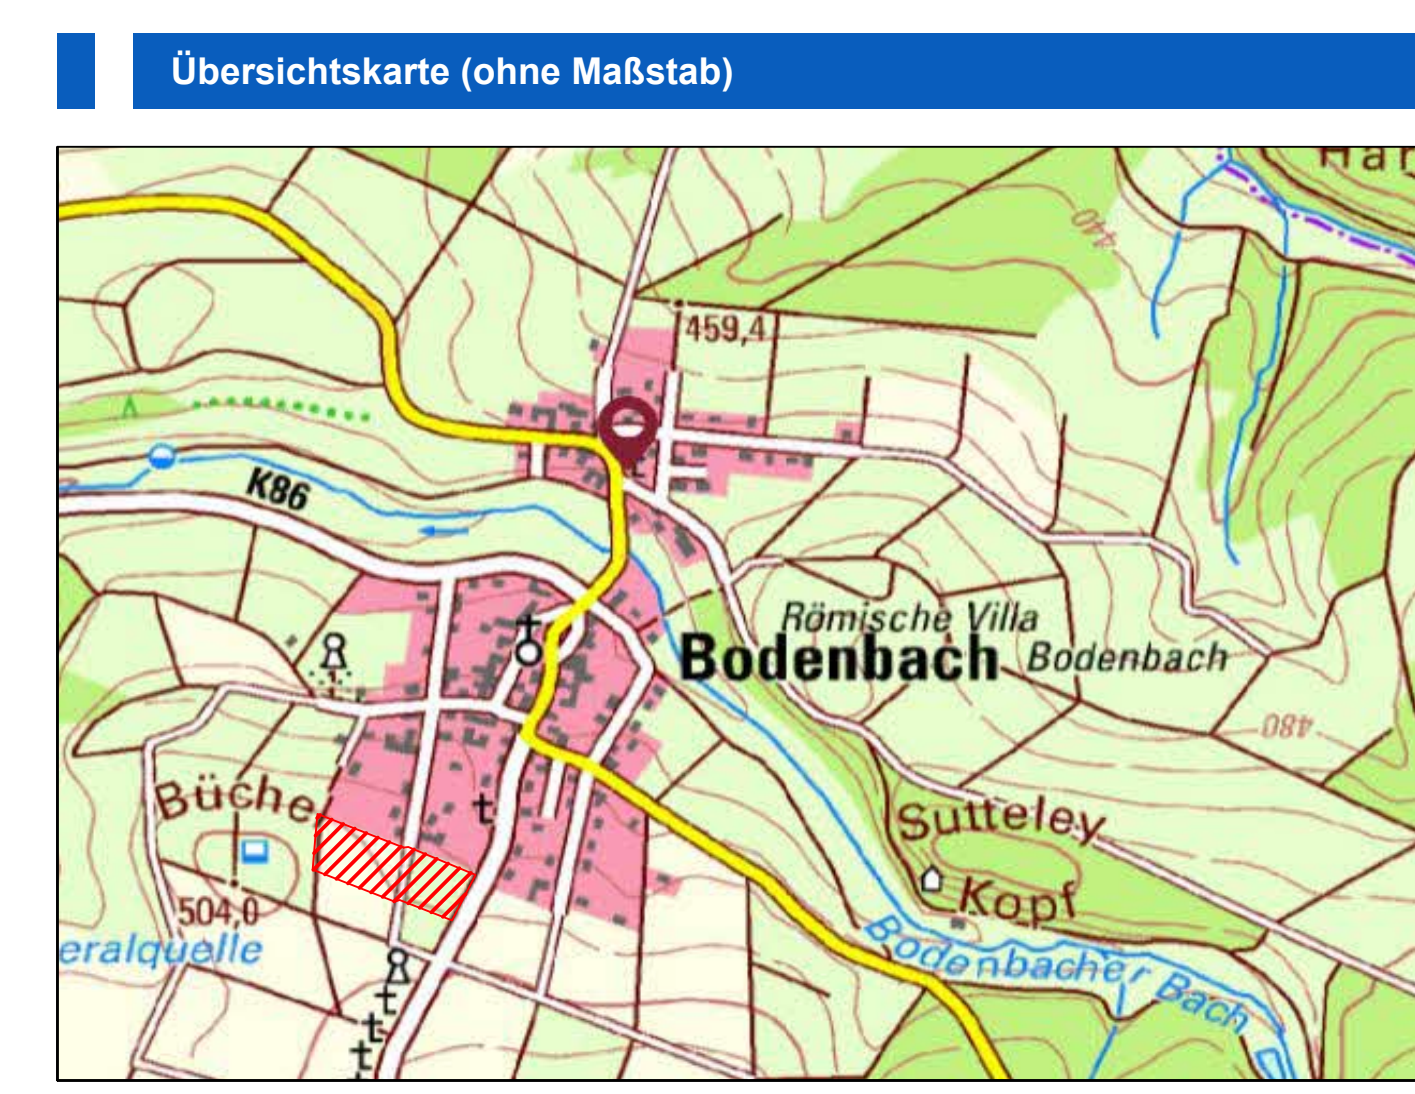 Übersichtskarte (ohne Maßstab)
440
459,4
K86
Römische Villa
Bodenbach
Bodenbach
480
Büche
Sutteley
Kopf
504,0
eralquelle
Bodenbacher Bach